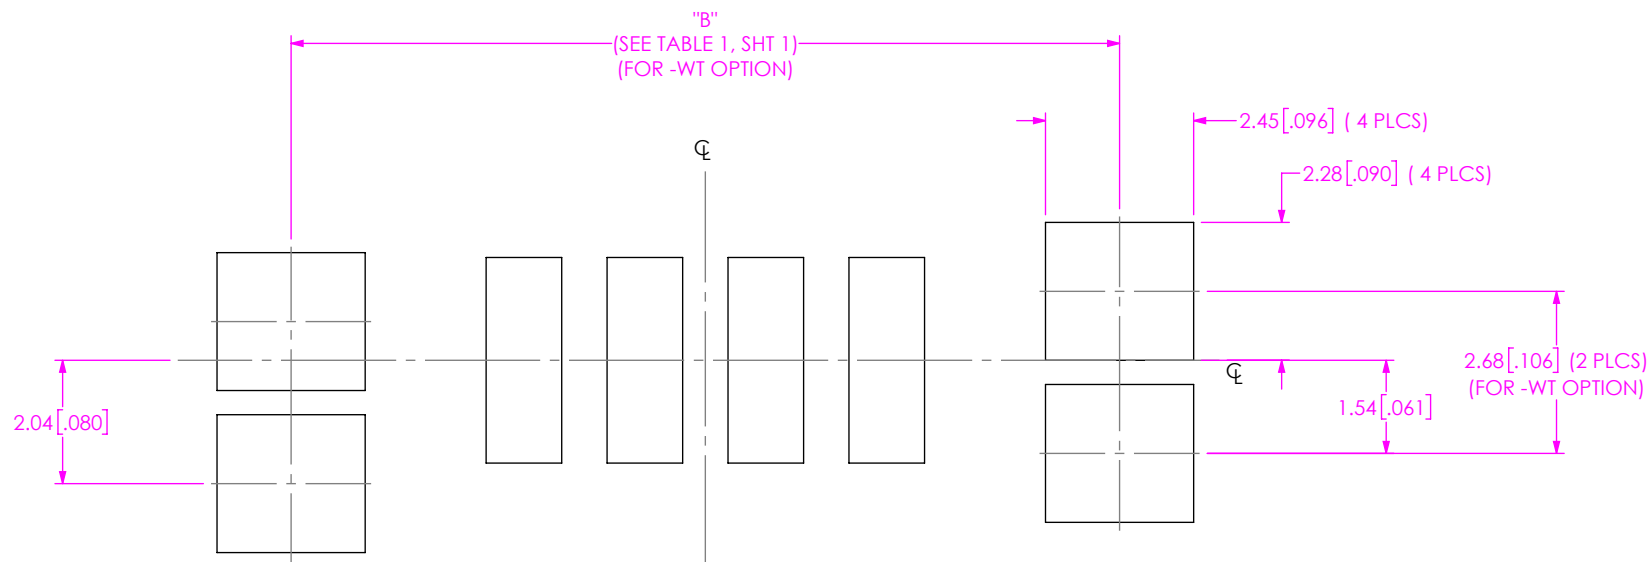 "B"
(SEE TABLE 1, SHT 1)
(FOR -WT OPTION)
2.45[.096] ( 4 PLCS)
℄
2.28[.090] ( 4 PLCS)
2.68[.106] (2 PLCS)
(FOR -WT OPTION)
℄
1.54[.061]
2.04[.080]